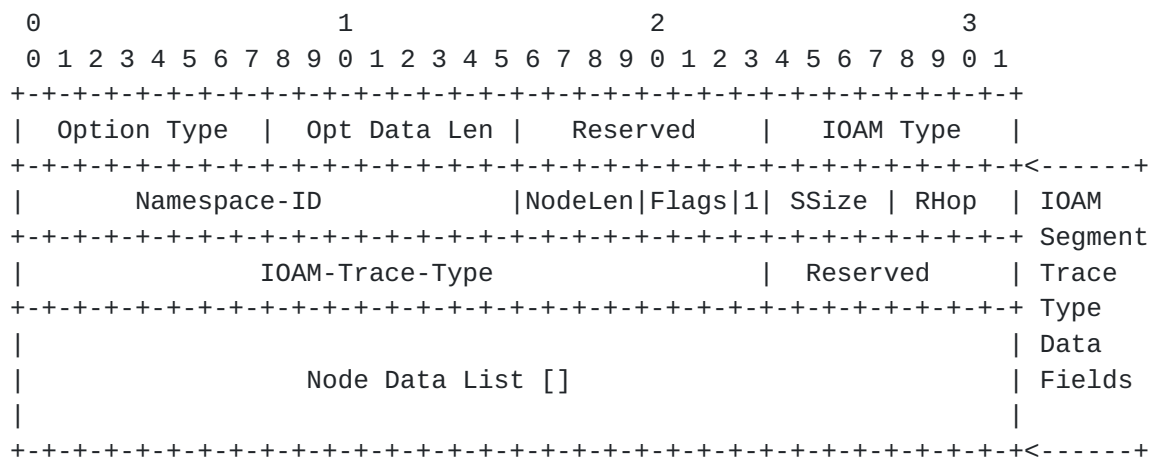 0                   1                   2                   3
 0 1 2 3 4 5 6 7 8 9 0 1 2 3 4 5 6 7 8 9 0 1 2 3 4 5 6 7 8 9 0 1
+-+-+-+-+-+-+-+-+-+-+-+-+-+-+-+-+-+-+-+-+-+-+-+-+-+-+-+-+-+-+-+-+
|  Option Type  |  Opt Data Len |   Reserved    |   IOAM Type   |
+-+-+-+-+-+-+-+-+-+-+-+-+-+-+-+-+-+-+-+-+-+-+-+-+-+-+-+-+-+-+-+-+<------+
|       Namespace-ID            |NodeLen|Flags|1| SSize | RHop  | IOAM
+-+-+-+-+-+-+-+-+-+-+-+-+-+-+-+-+-+-+-+-+-+-+-+-+-+-+-+-+-+-+-+-+ Segment
|               IOAM-Trace-Type                 |  Reserved     | Trace
+-+-+-+-+-+-+-+-+-+-+-+-+-+-+-+-+-+-+-+-+-+-+-+-+-+-+-+-+-+-+-+-+ Type
|                                                               | Data
|                  Node Data List []                            | Fields
|                                                               |
+-+-+-+-+-+-+-+-+-+-+-+-+-+-+-+-+-+-+-+-+-+-+-+-+-+-+-+-+-+-+-+-+<------+